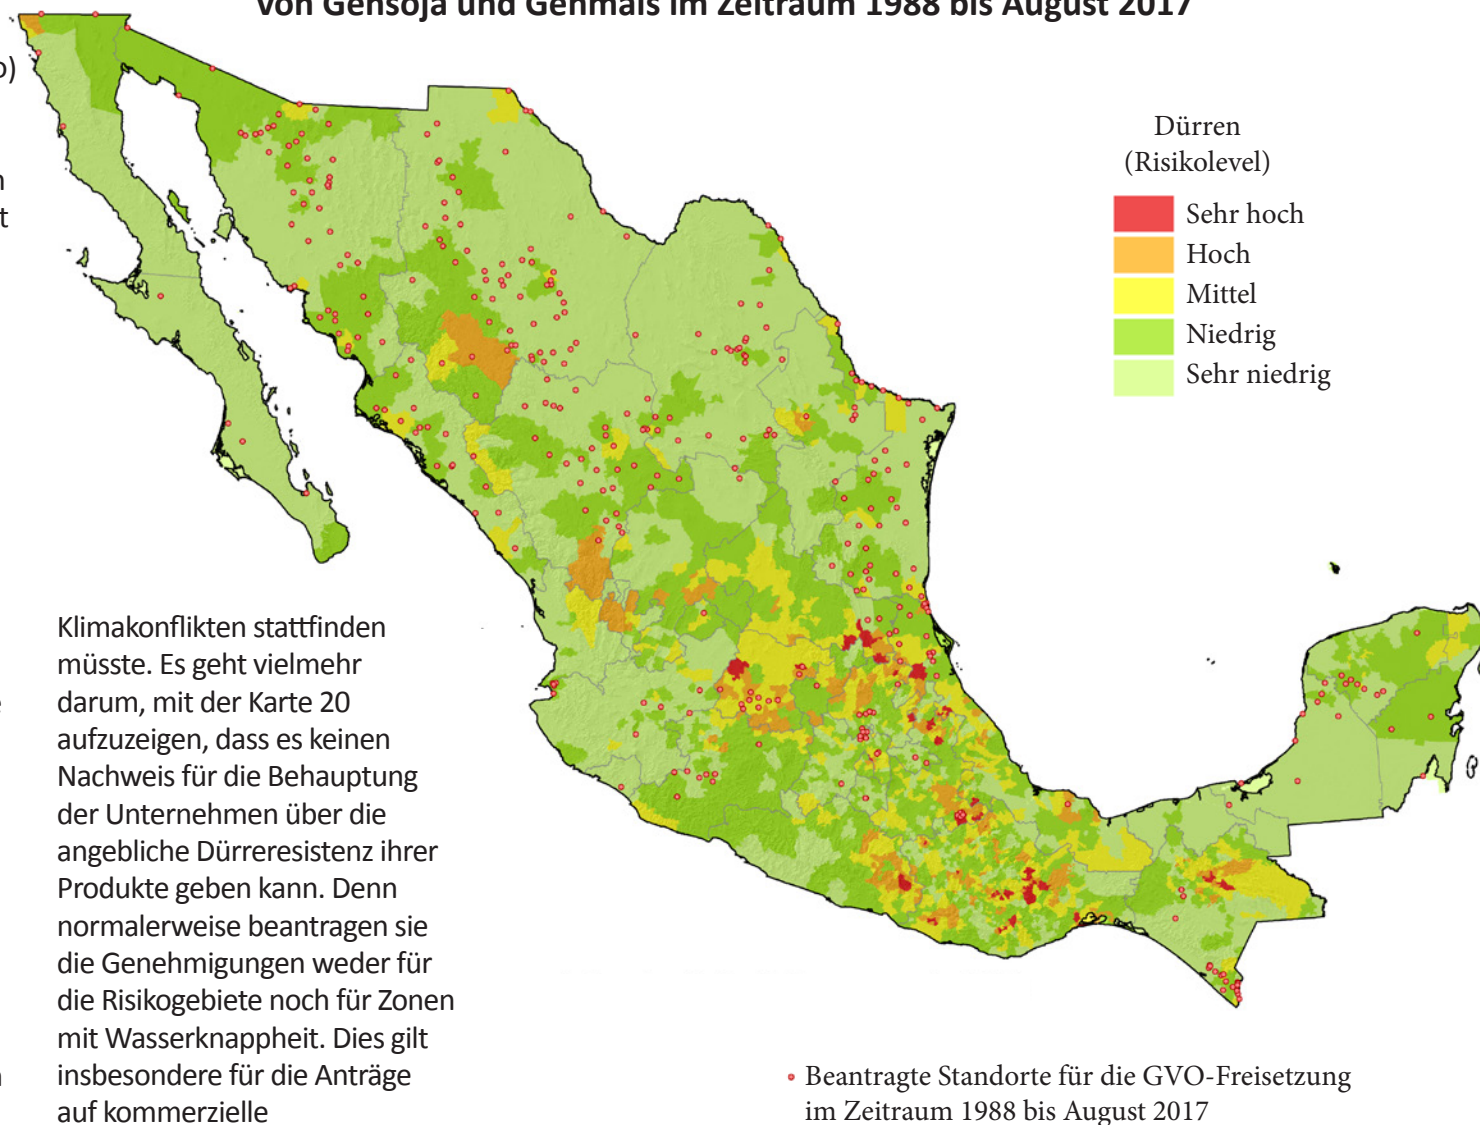 von Gensoja und Genmais im Zeitraum 1988 bis August 2017
Dürren
(Risikolevel)
Sehr hoch
Hoch
Mittel
Niedrig
Sehr niedrig
Klimakonflikten stattfinden
müsste. Es geht vielmehr
darum, mit der Karte 20
aufzuzeigen, dass es keinen
Nachweis für die Behauptung
der Unternehmen über die
angebliche Dürreresistenz ihrer
Produkte geben kann. Denn
normalerweise beantragen sie
die Genehmigungen weder für
die Risikogebiete noch für Zonen
mit Wasserknappheit. Dies gilt
insbesondere für die Anträge
auf kommerzielle
Beantragte Standorte für die GVO-Freisetzung
im Zeitraum 1988 bis August 2017